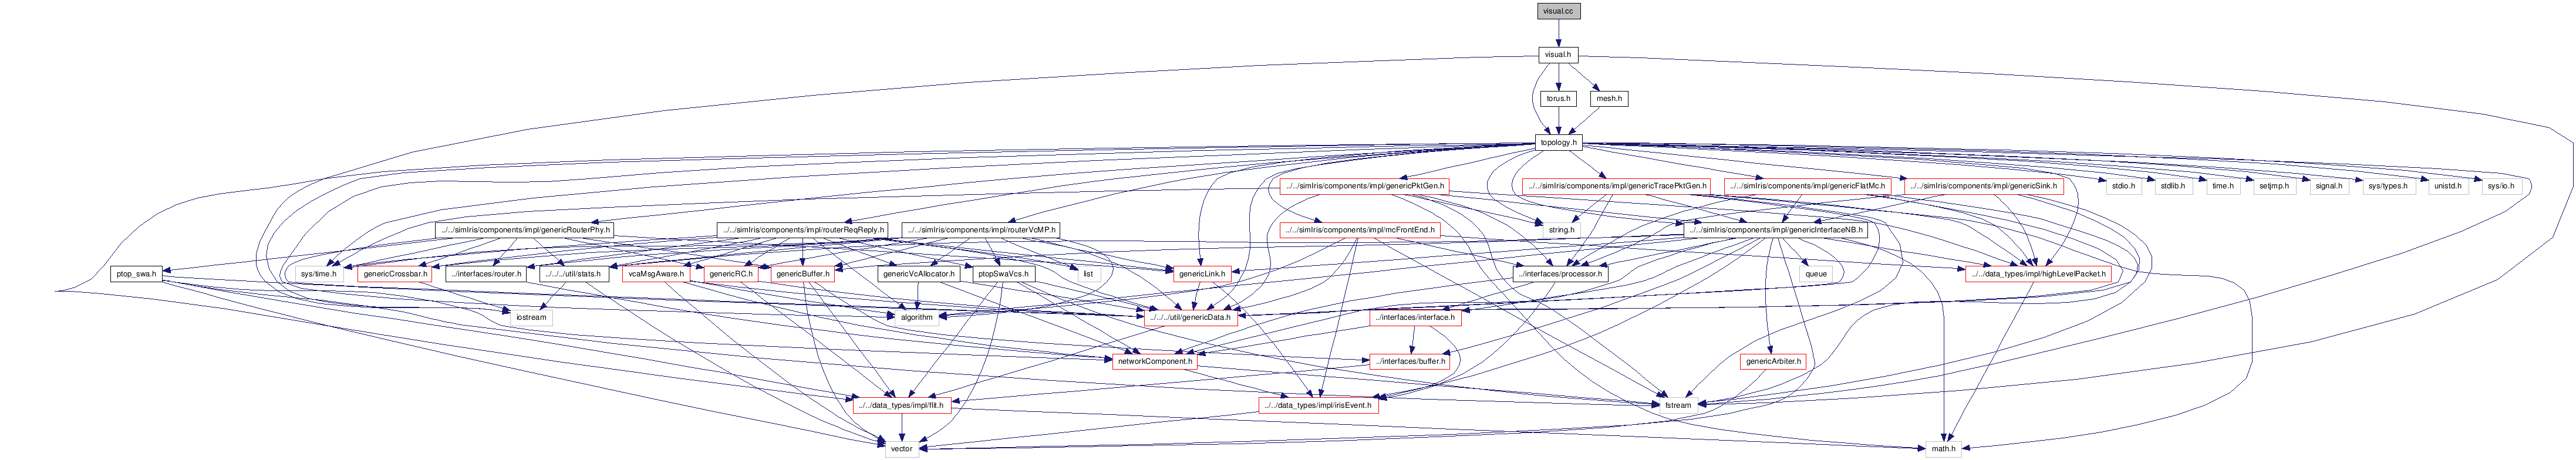 visual.cc
visual.h
torus.h
mesh.h
topology.h
../../simIris/components/impl/genericPktGen.h
../../simIris/components/impl/genericTracePktGen.h
../../simIris/components/impl/genericFlatMc.h
../../simIris/components/impl/genericSink.h
stdio.h
stdlib.h
time.h
setjmp.h
signal.h
sys/types.h
unistd.h
sys/io.h
../../simIris/components/impl/genericRouterPhy.h
../../simIris/components/impl/routerReqReply.h
../../simIris/components/impl/routerVcMP.h
../../simIris/components/impl/mcFrontEnd.h
string.h
../../simIris/components/impl/genericInterfaceNB.h
ptop_swa.h
sys/time.h
genericCrossbar.h
../interfaces/router.h
../../../util/stats.h
vcaMsgAware.h
genericRC.h
genericBuffer.h
genericVcAllocator.h
ptopSwaVcs.h
list
genericLink.h
../interfaces/processor.h
queue
../../data_types/impl/highLevelPacket.h
iostream
algorithm
../../../util/genericData.h
../interfaces/interface.h
networkComponent.h
../interfaces/buffer.h
genericArbiter.h
../../data_types/impl/flit.h
../../data_types/impl/irisEvent.h
fstream
vector
math.h